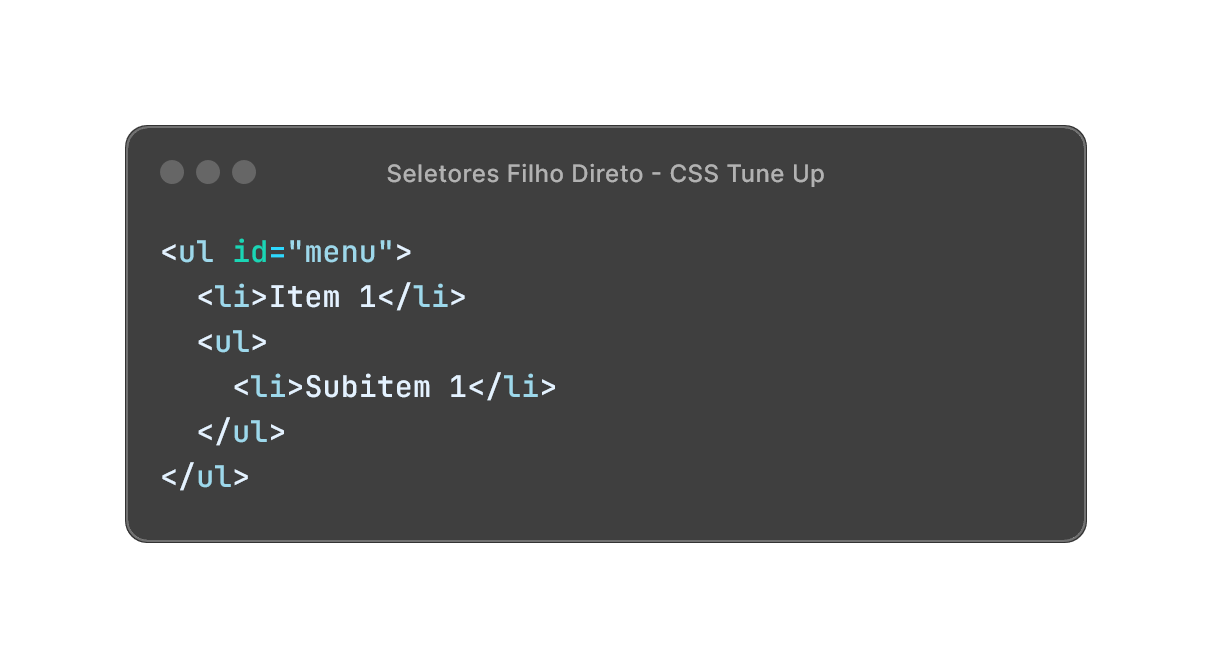 Seletores Filho Direto - CSS Tune Up
<ul id="menu">
  <li>Item 1</li>
  <ul>
    <li>Subitem 1</li>
  </ul>
</ul>